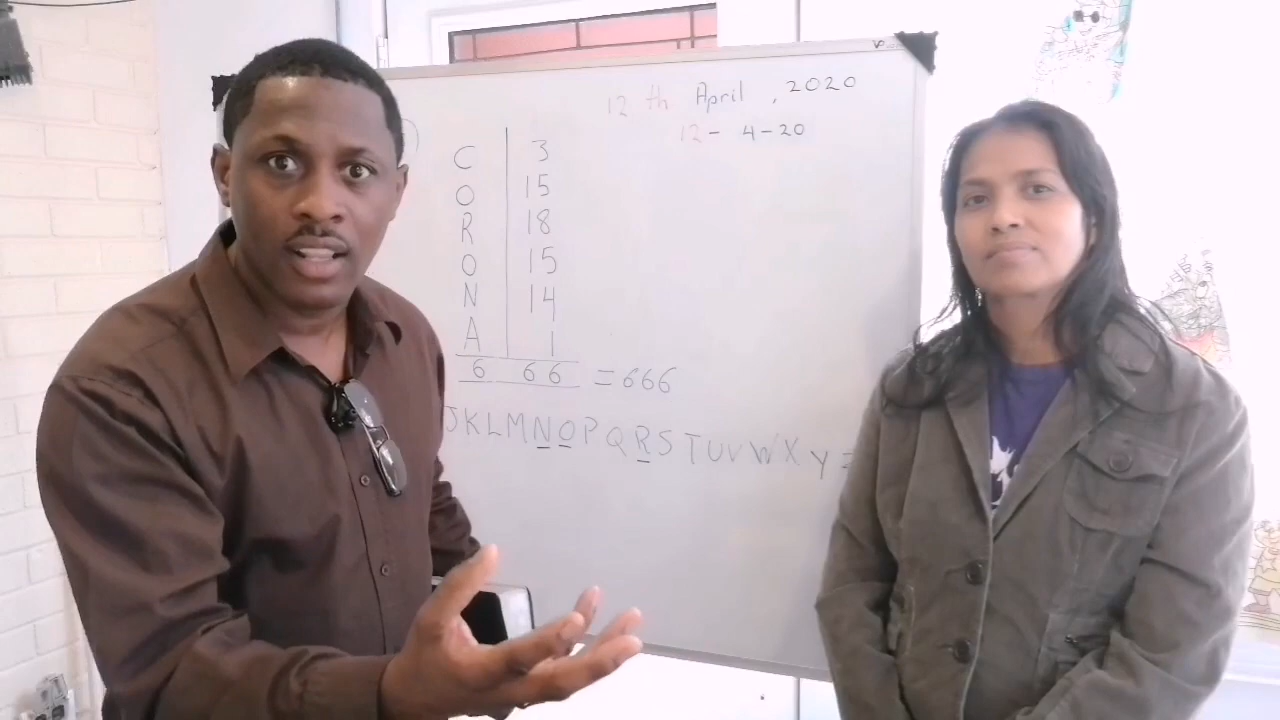 12 th April , 2020
12 - 4 - 20
C 3
O 15
R 18
O 15
N 14
A 1
6 66 = 666
JKLMNOPQRSTUVWXY